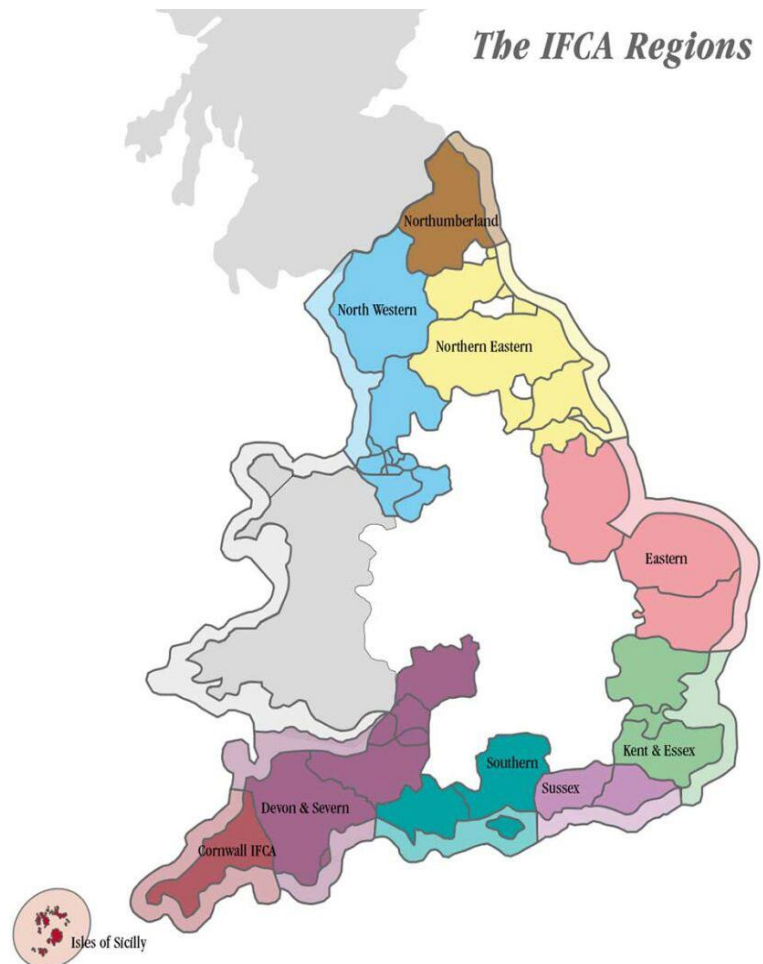 The IFCA Regions
Northumberland
North Western
Northern Eastern
Eastern
Kent & Essex
Southern
Sussex
Devon & Severn
Cornwall IFCA
Isles of Sicilly